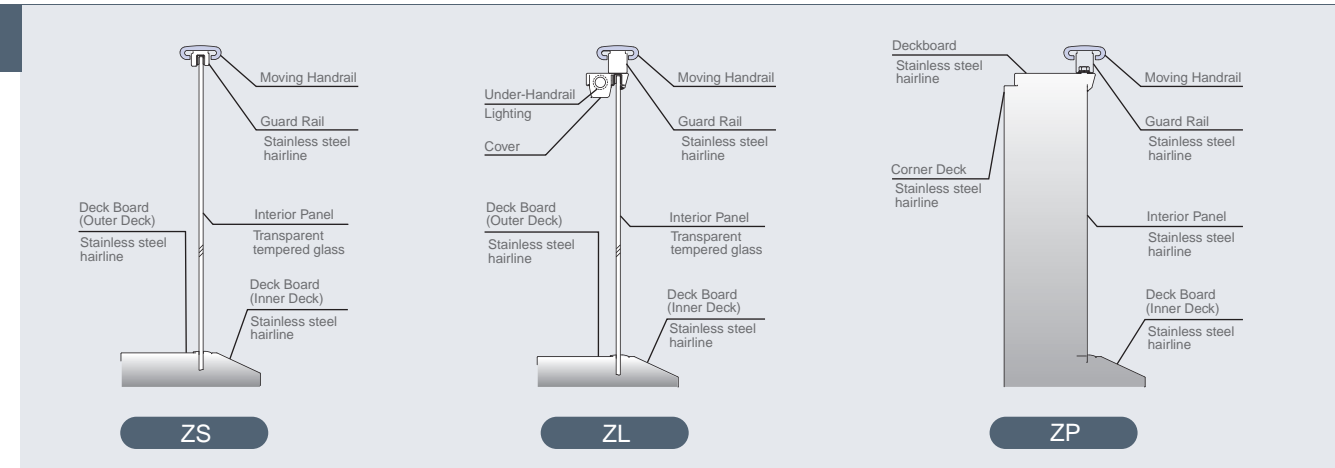 Moving Handrail
Guard Rail
Stainless steel
hairline
Deck Board
(Outer Deck)
Stainless steel
hairline
Interior Panel
Transparent
tempered glass
Deck Board
(Inner Deck)
Stainless steel
hairline
ZS
Under-Handrail
Lighting
Cover
Moving Handrail
Guard Rail
Stainless steel
hairline
Deck Board
(Outer Deck)
Stainless steel
hairline
Interior Panel
Transparent
tempered glass
Deck Board
(Inner Deck)
Stainless steel
hairline
ZL
Deckboard
Stainless steel
hairline
Moving Handrail
Guard Rail
Stainless steel
hairline
Corner Deck
Stainless steel
hairline
Interior Panel
Stainless steel
hairline
Deck Board
(Inner Deck)
Stainless steel
hairline
ZP